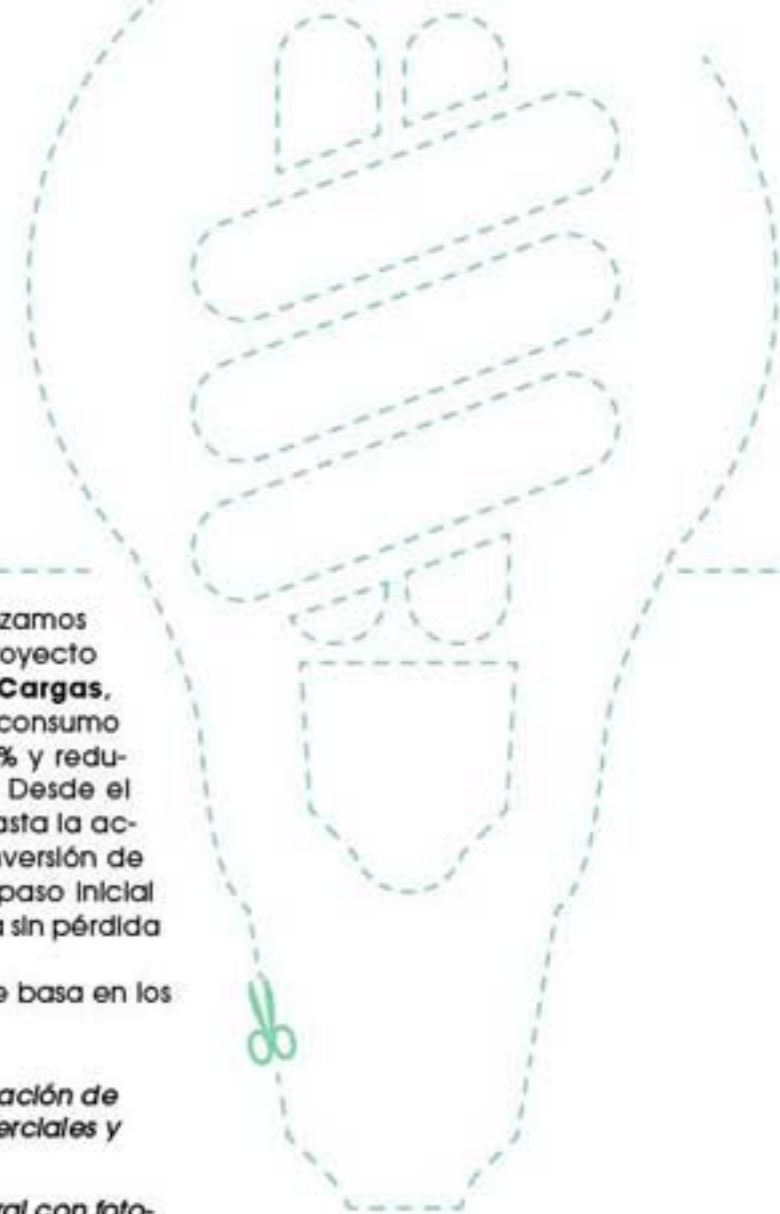 zamos
oyecto
Cargas,
consumo
% y redu-
Desde el
asta la ac-
versión de
paso inicial
a sin pérdida
e basa en los
ación de
erciales y
ral con foto-